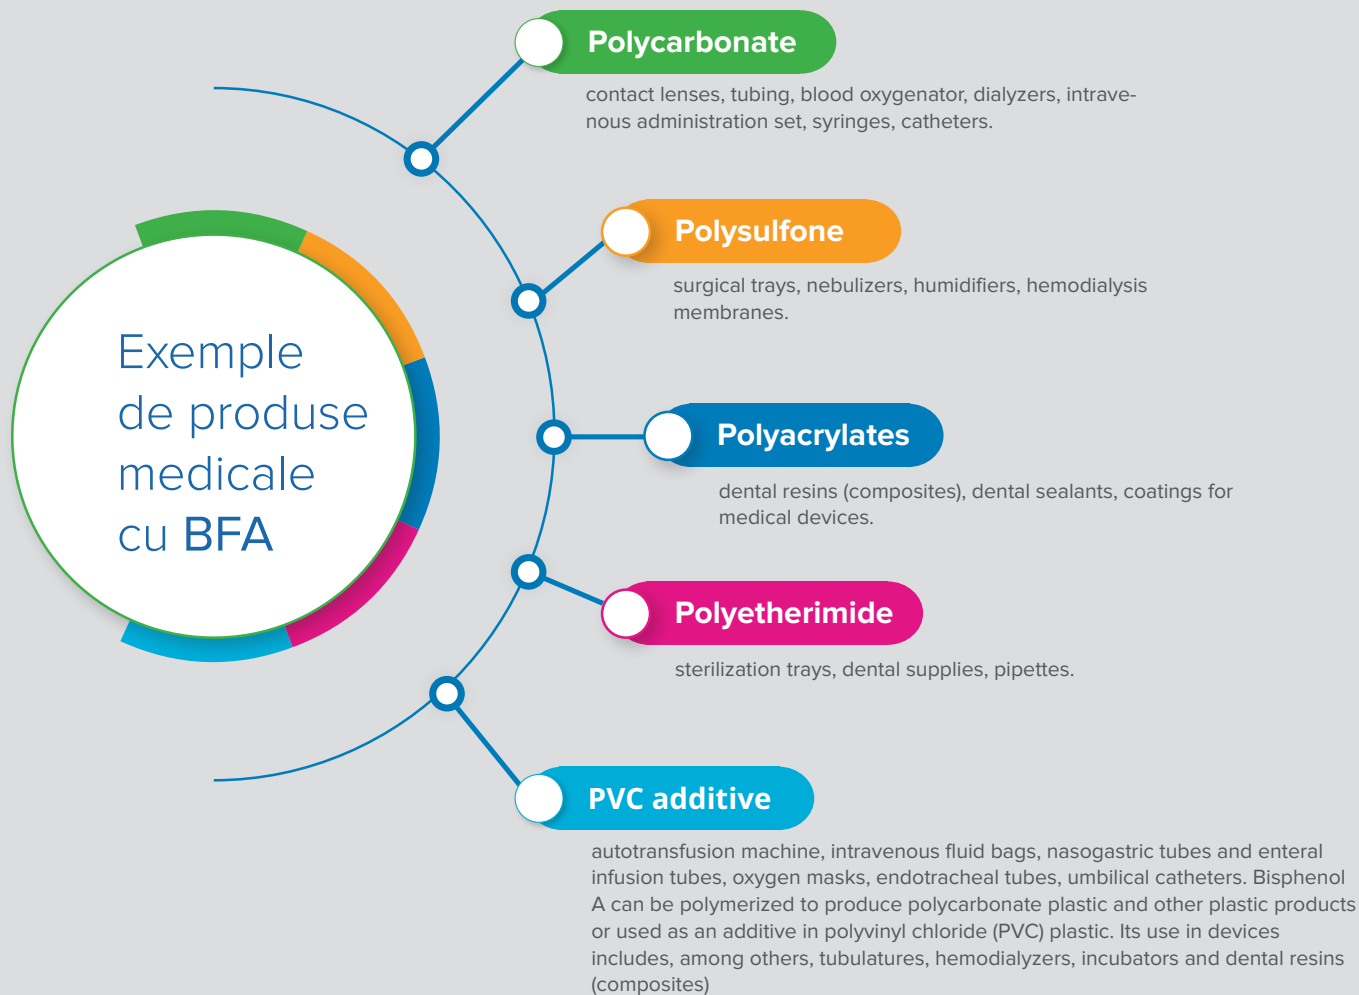 Exemple
de produse
medicale
cu BFA
Polycarbonate
contact lenses, tubing, blood oxygenator, dialyzers, intrave-
nous administration set, syringes, catheters.
Polysulfone
surgical trays, nebulizers, humidifiers, hemodialysis
membranes.
Polyacrylates
dental resins (composites), dental sealants, coatings for
medical devices.
Polyetherimide
sterilization trays, dental supplies, pipettes.
PVC additive
autotransfusion machine, intravenous fluid bags, nasogastric tubes and enteral
infusion tubes, oxygen masks, endotracheal tubes, umbilical catheters. Bisphenol
A can be polymerized to produce polycarbonate plastic and other plastic products
or used as an additive in polyvinyl chloride (PVC) plastic. Its use in devices
includes, among others, tubulatures, hemodialyzers, incubators and dental resins
(composites)